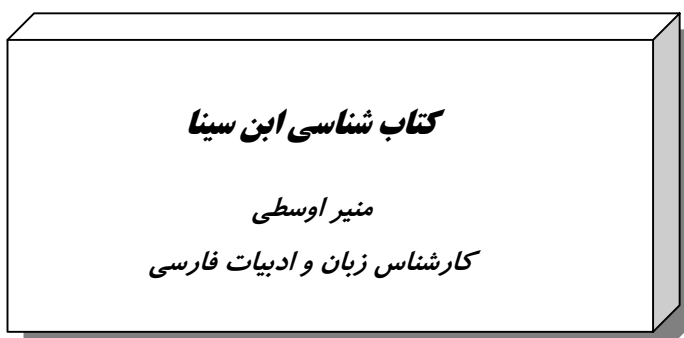 کتاب شناسی ابن سینا
منیر اوسطی
کارشناس زبان و ادبیات فارسی